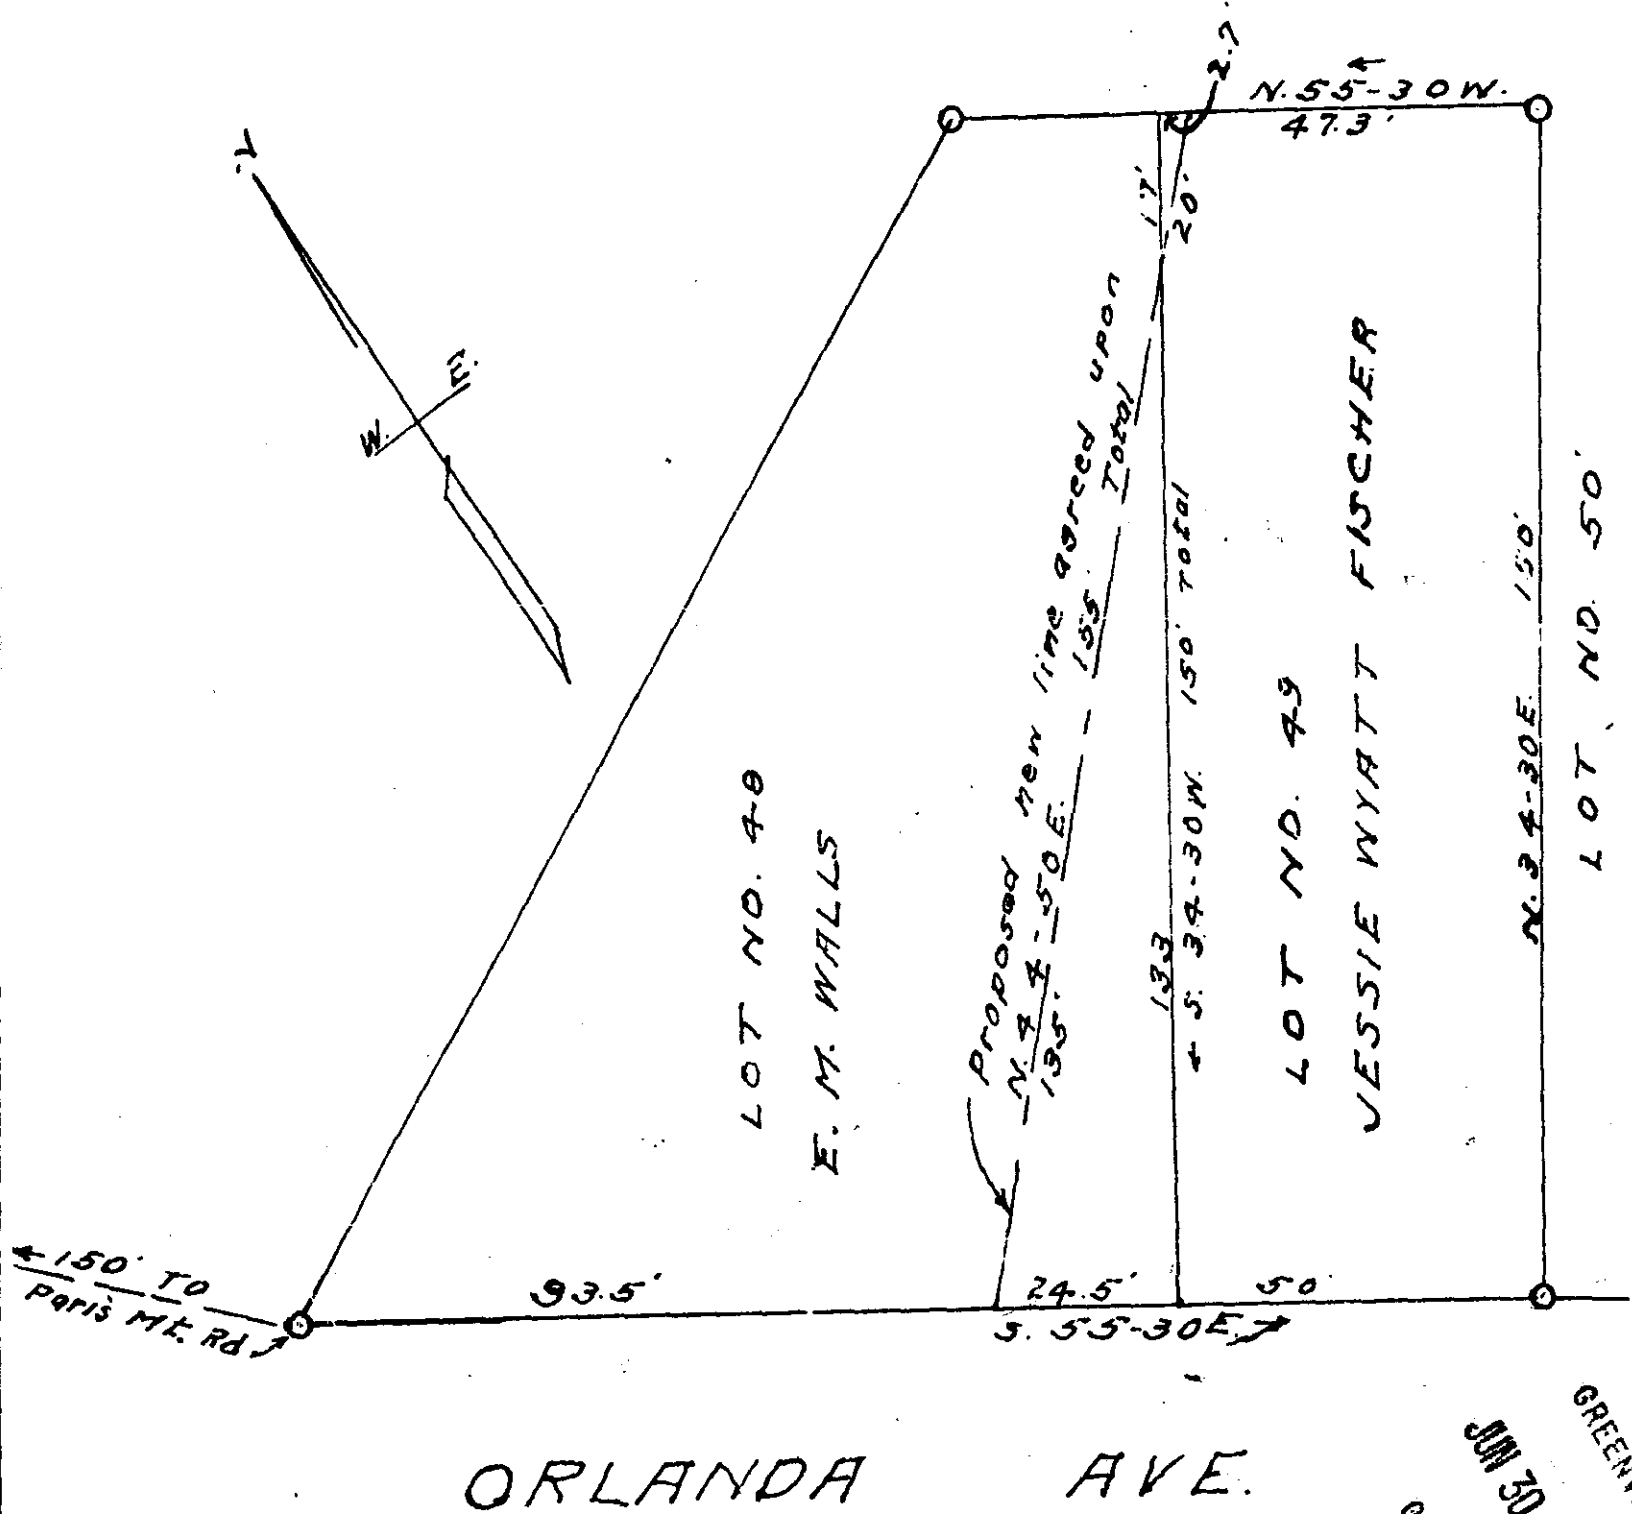 2.7
N. 55-30 W.
47.3'
N.
E.
W.
17'
20'
Proposed new line agreed upon
N. 44-50 E. 155' Total
135'
133
S. 34-30 W. 150' Total
LOT NO. 48
E. M. WALLS
LOT NO. 49
JESSIE WYATT FISCHER
N. 34-30 E. 150'
LOT NO. 50
150' TO
Paris Mt. Rd
93.5'
24.5'
50
S. 55-30 E.
ORLANDA AVE.
JUN 30